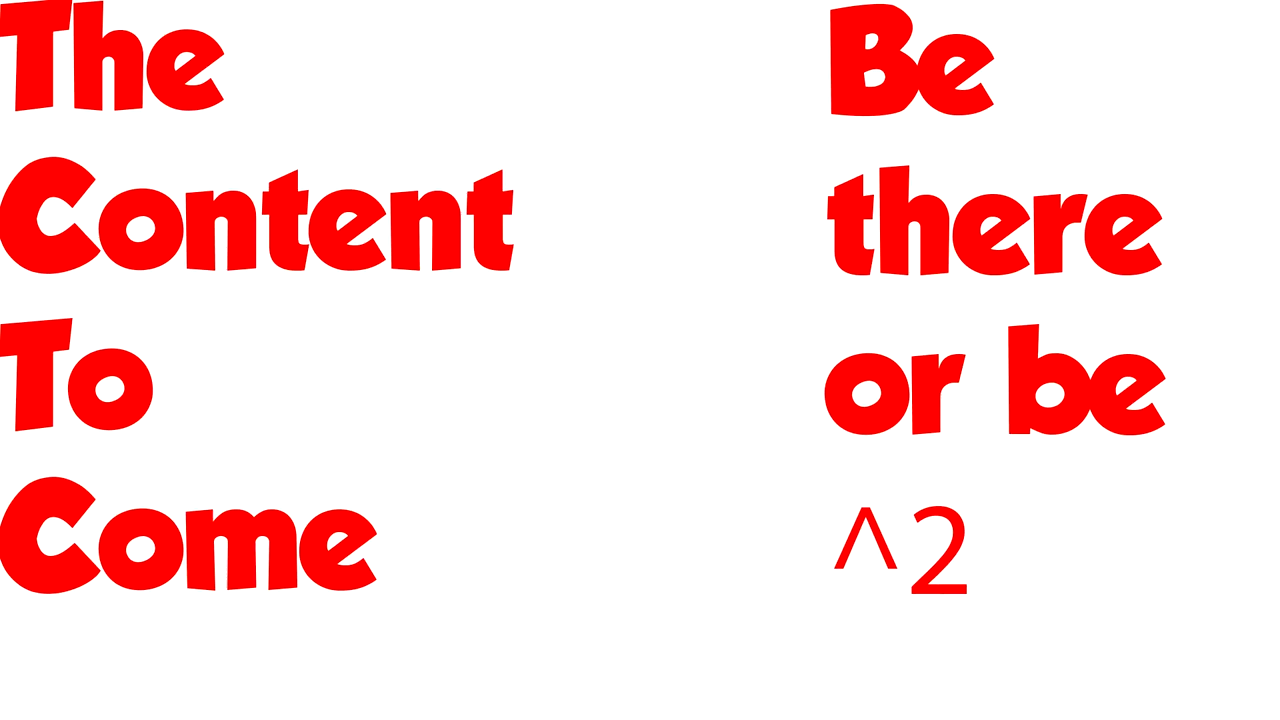 The
Content
To
Come
Be
there
or be
^2